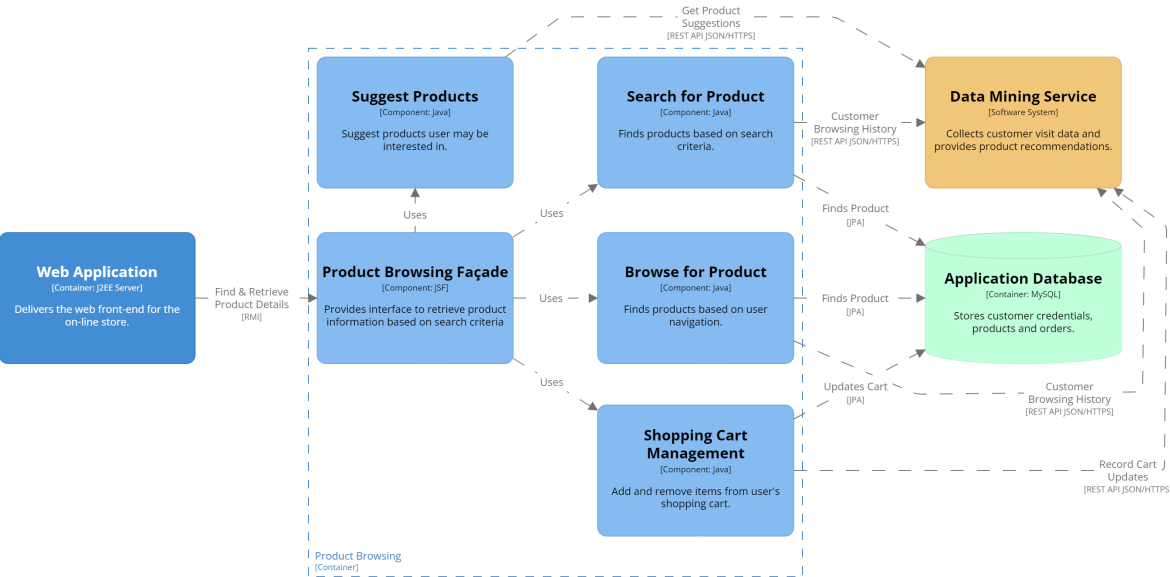 Get Product
Suggestions
[REST API JSON/HTTPS]
Suggest Products
[Component: Java]
Suggest products user may be
interested in.
Search for Product
[Component: Java]
Finds products based on search
criteria.
Customer
Browsing History
[REST API JSON/HTTPS]
Data Mining Service
[Software System]
Collects customer visit data and
provides product recommendations.
Uses
Uses
Finds Product
[JPA]
Web Application
[Container: J2EE Server]
Delivers the web front-end for the
on-line store.
Find & Retrieve
Product Details
[RMI]
Product Browsing Façade
[Component: JSF]
Provides interface to retrieve product
information based on search criteria
Uses
Browse for Product
[Component: Java]
Finds products based on user
navigation.
Finds Product
[JPA]
Application Database
[Container: MySQL]
Stores customer credentials,
products and orders.
Uses
Updates Cart
[JPA]
Customer
Browsing History
[REST API JSON/HTTPS]
Shopping Cart
Management
[Component: Java]
Add and remove items from user's
shopping cart.
Record Cart
Updates
[REST API JSON/HTTPS
Product Browsing
[Container]